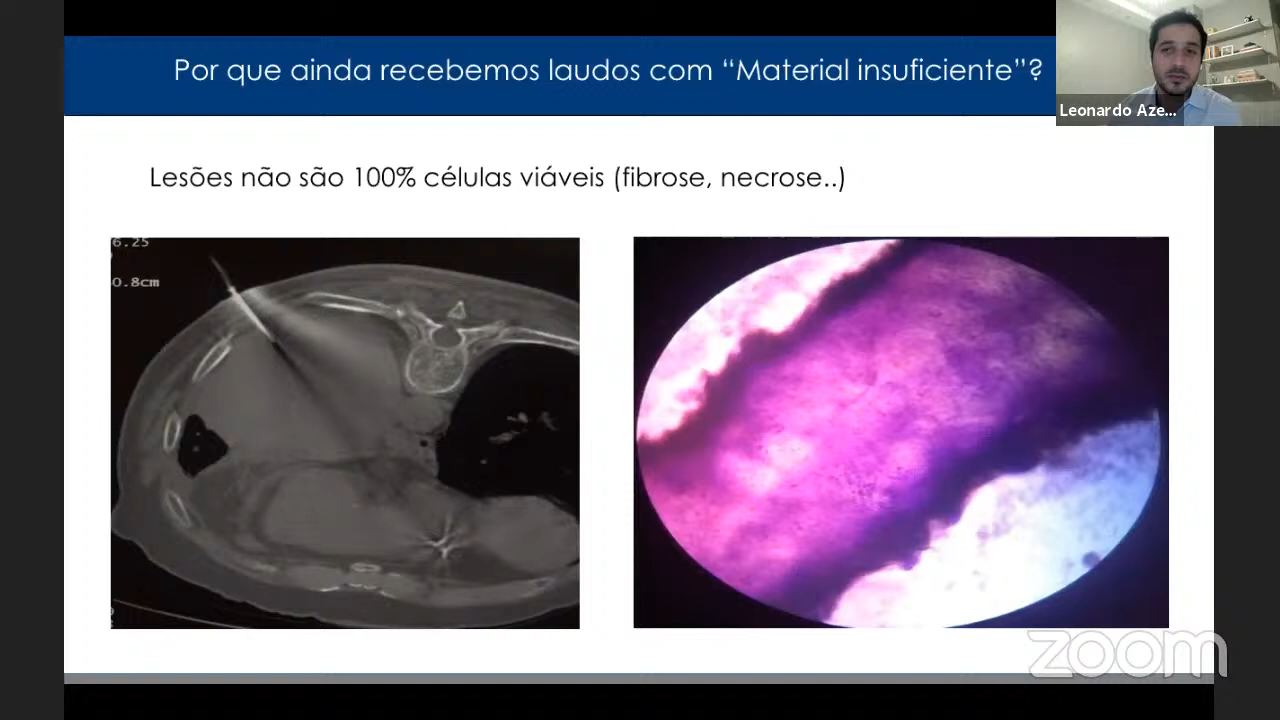 Por que ainda recebemos laudos com “Material insuficiente”?
Leonardo Aze...
Lesões não são 100% células viáveis (fibrose, necrose..)
6.25
0.8cm
zoom